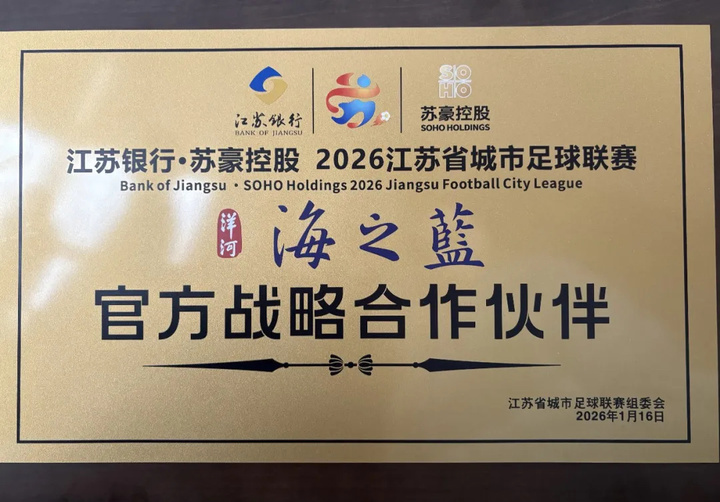 江苏银行
BANK OF JIANGSU
SOHO
苏豪控股
SOHO HOLDINGS
江苏银行·苏豪控股 2026江苏省城市足球联赛
Bank of Jiangsu · SOHO Holdings 2026 Jiangsu Football City League
洋河 海之藍
官方战略合作伙伴
江苏省城市足球联赛组委会
2026年1月16日